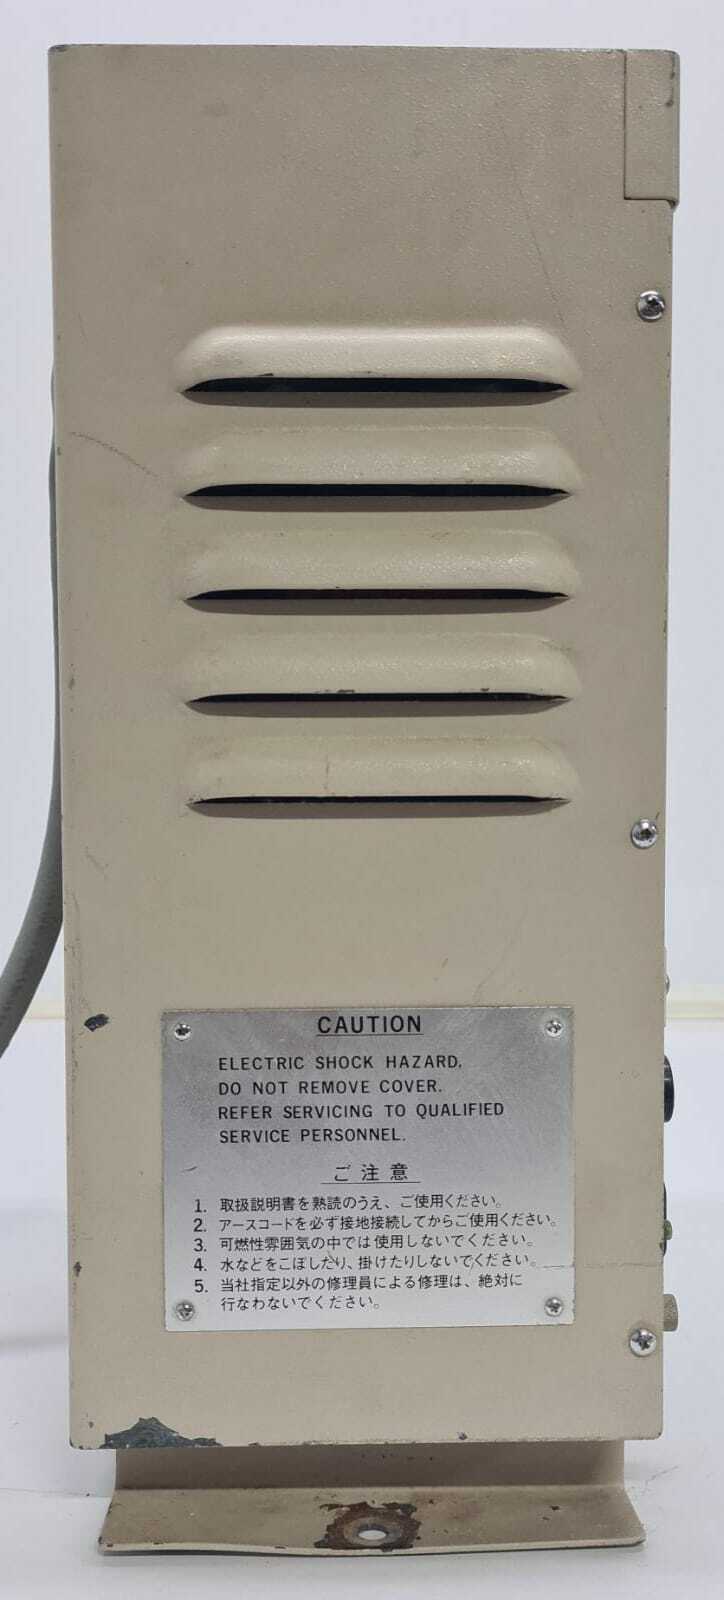 CAUTION
ELECTRIC SHOCK HAZARD,
DO NOT REMOVE COVER.
REFER SERVICING TO QUALIFIED
SERVICE PERSONNEL.
ご注意
1. 取扱説明書を熟読のうえ、ご使用ください。
2. アースコードを必ず接地接続してからご使用ください。
3. 可燃性雰囲気の中では使用しないでください。
4. 水などをこぼしたり、掛けたりしないでください。
5. 当社指定以外の修理員による修理は、絶対に
行なわないでください。